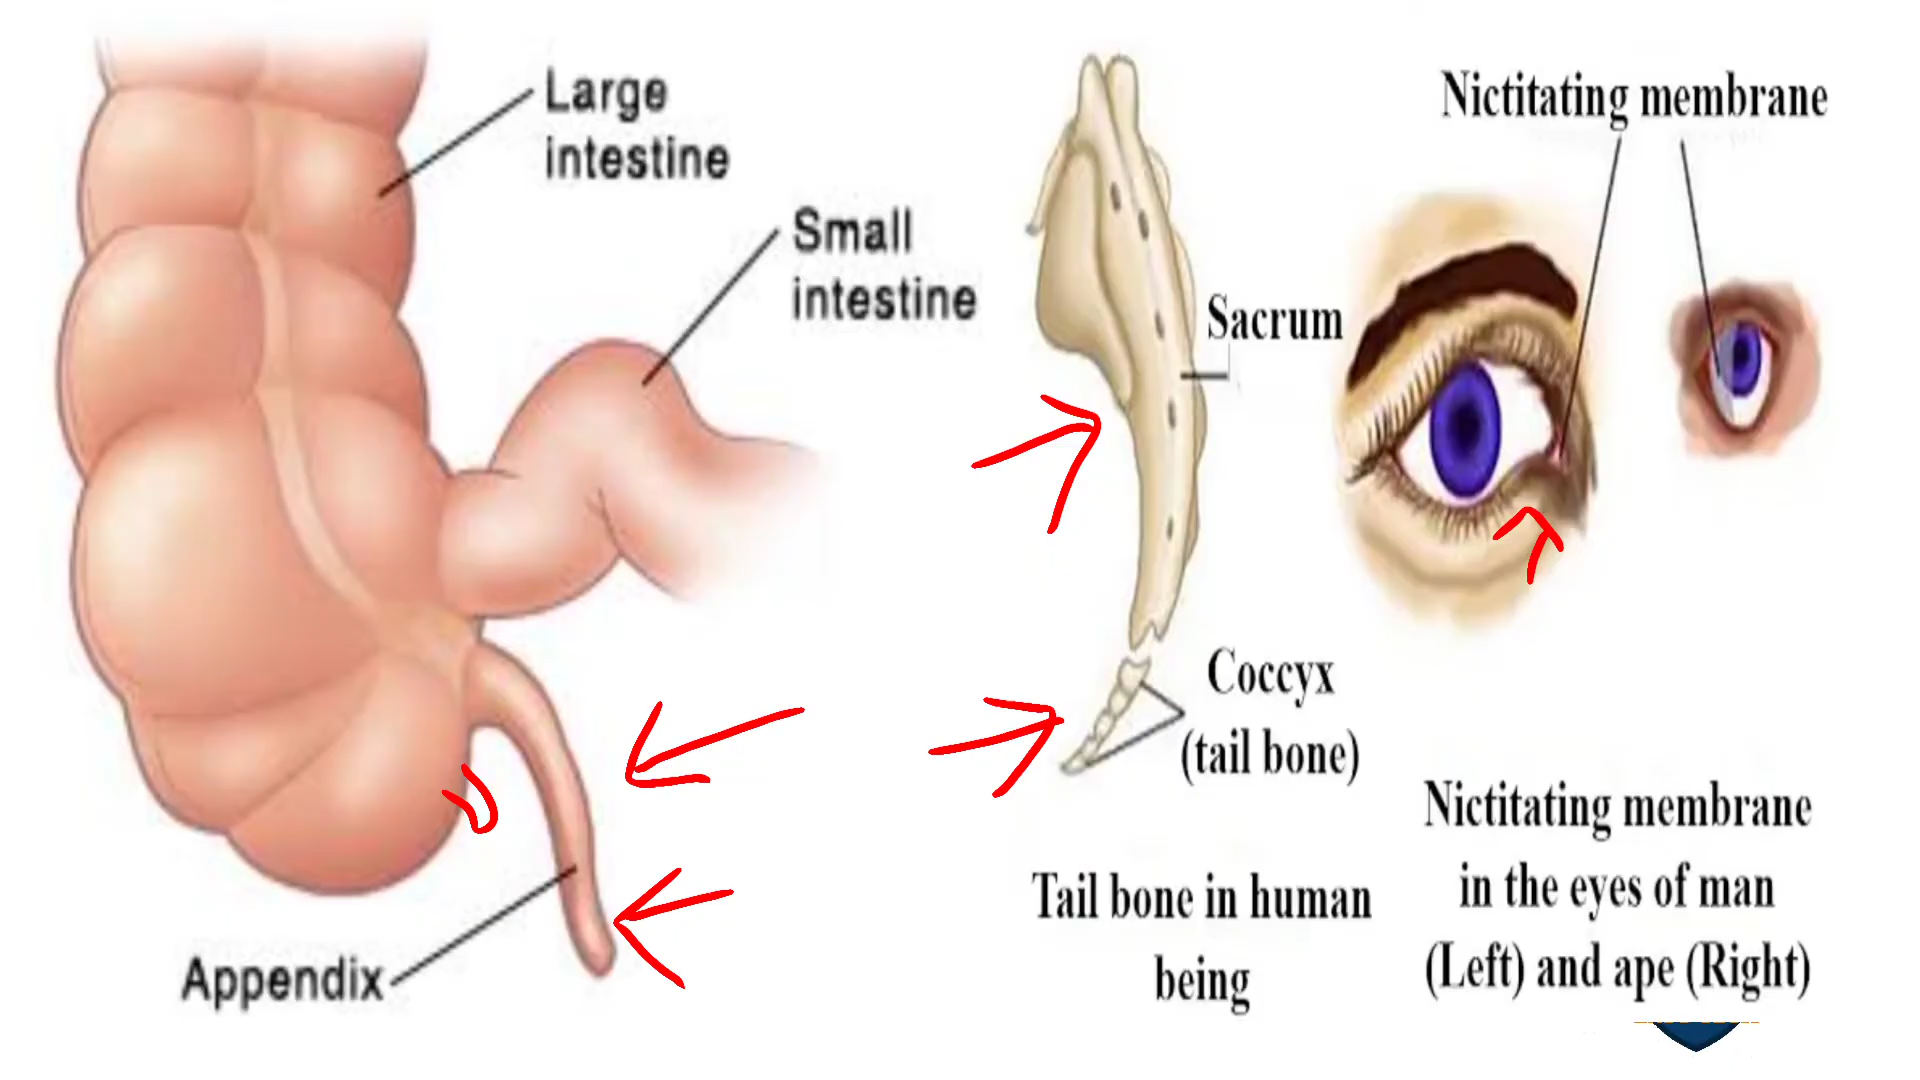 Large
intestine
Small
intestine
Appendix
Sacrum
Coccyx
(tail bone)
Tail bone in human
being
Nictitating membrane
Nictitating membrane
in the eyes of man
(Left) and ape (Right)